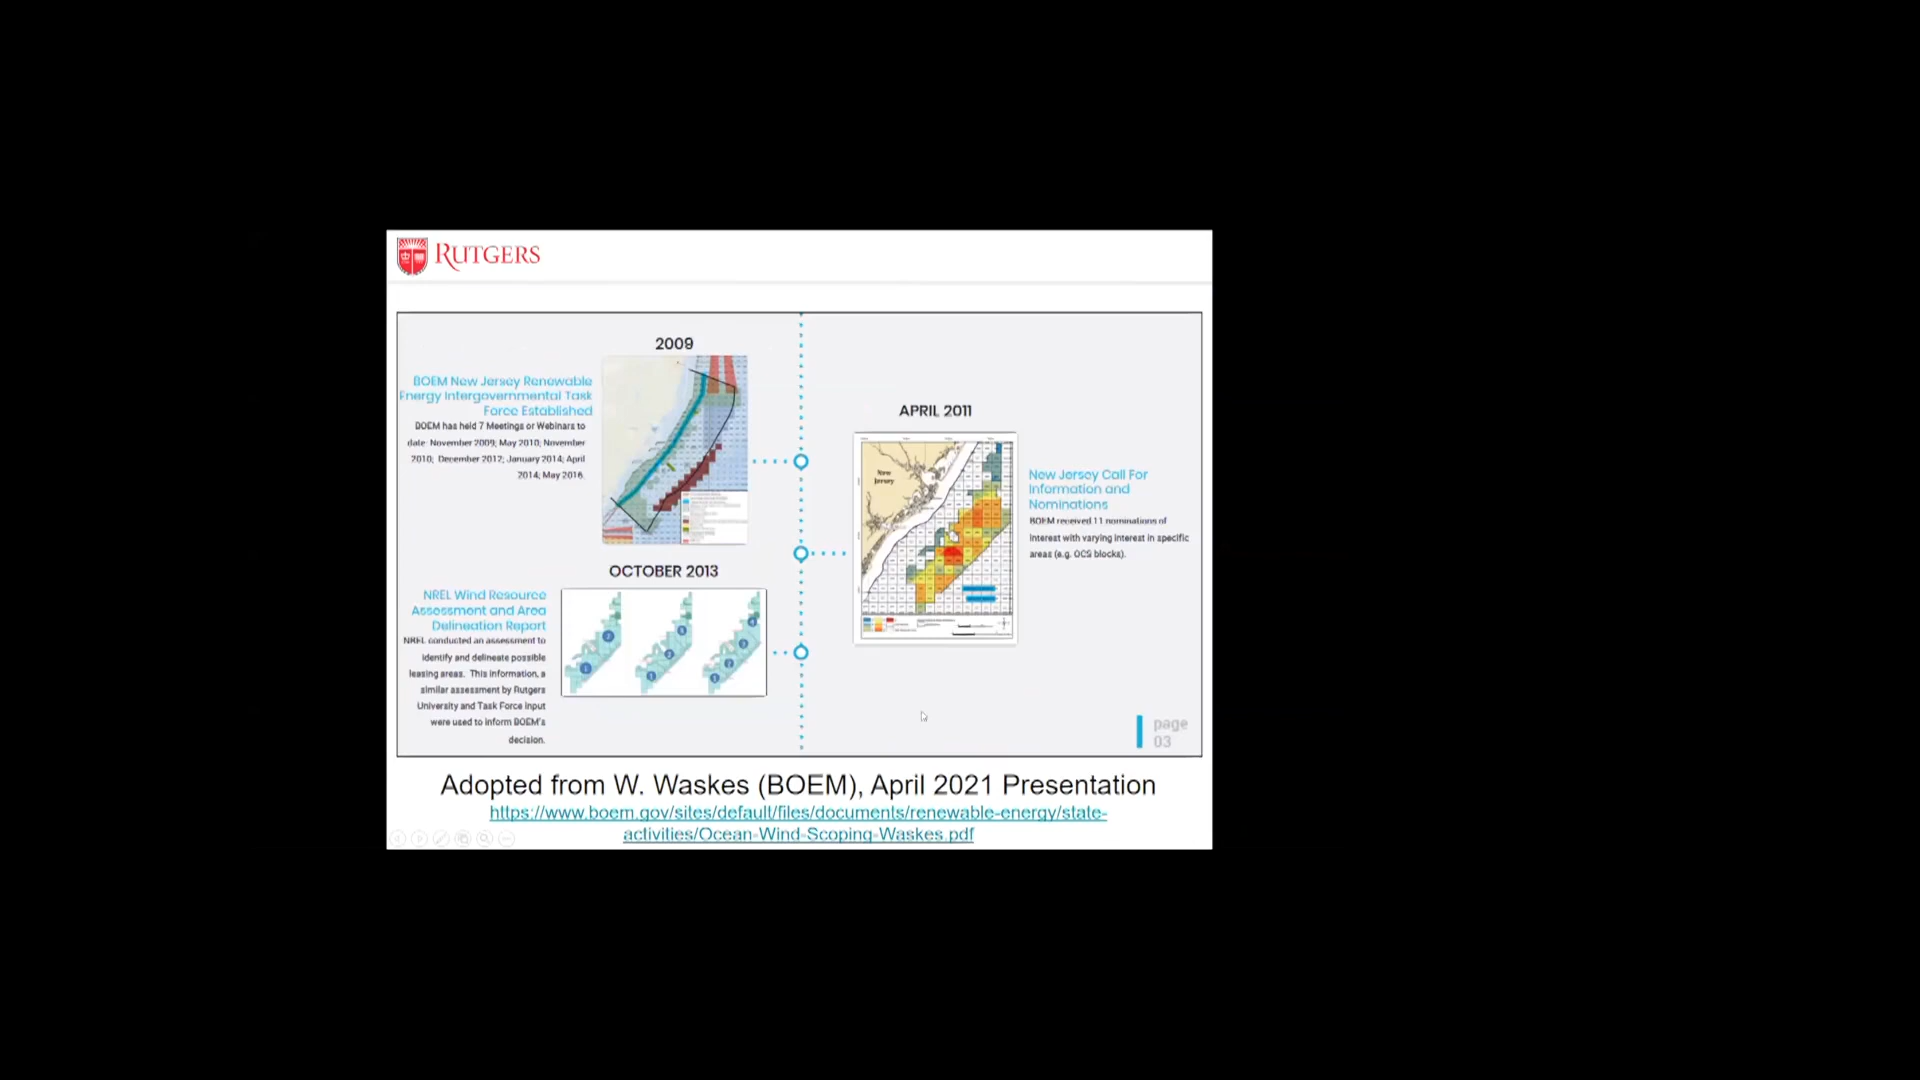 RUTGERS
2009
BOEM New Jersey Renewable
Energy Intergovernmental Task
Force Established
BOEM has held 7 Meetings or Webinars to
date: November 2009; May 2010; November
2010; December 2012; January 2014; April
2014; May 2016.
APRIL 2011
New
Jersey
New Jersey Call For
Information and
Nominations
BOEM received 11 nominations of
interest with varying interest in specific
areas (e.g. OCS blocks).
OCTOBER 2013
NREL Wind Resource
Assessment and Area
Delineation Report
NREL conducted an assessment to
identify and delineate possible
leasing areas. This information, a
similar assessment by Rutgers
University and Task Force input
were used to inform BOEM's
decision.
page
03
Adopted from W. Waskes (BOEM), April 2021 Presentation
https://www.boem.gov/sites/default/files/documents/renewable-energy/state-
activities/Ocean-Wind-Scoping-Waskes.pdf